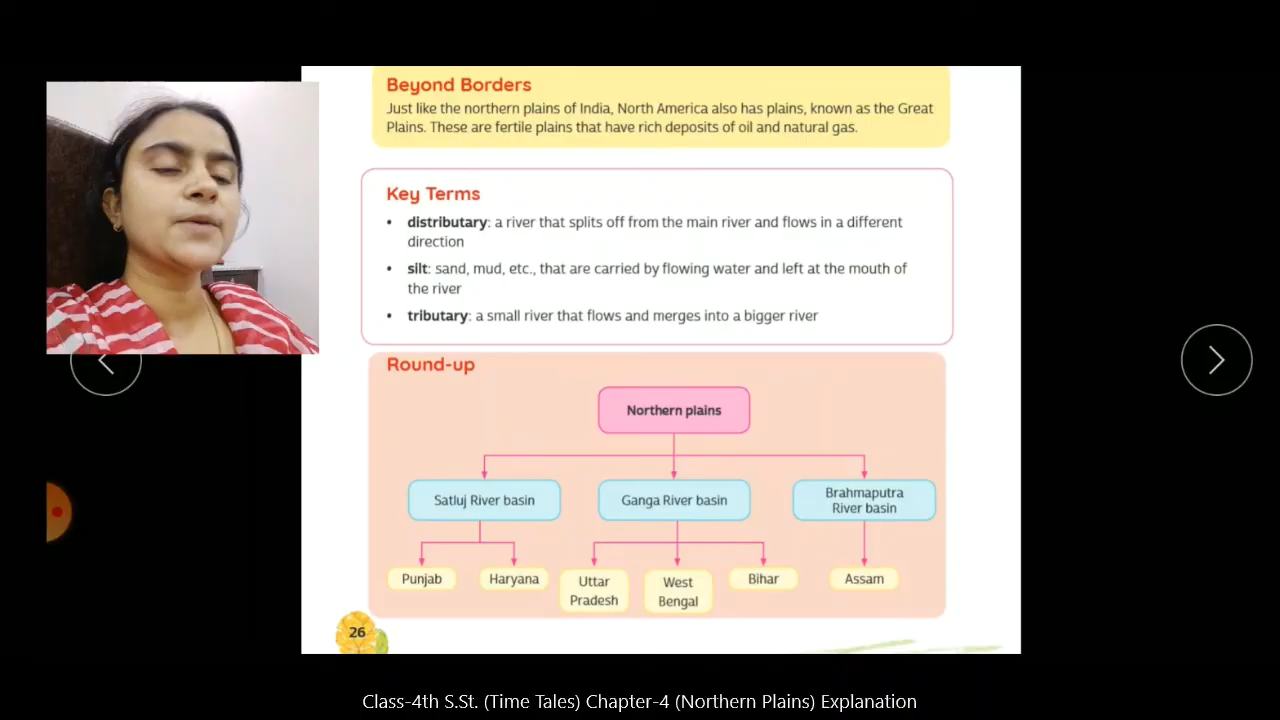 Beyond Borders
Just like the northern plains of India, North America also has plains, known as the Great
Plains. These are fertile plains that have rich deposits of oil and natural gas.
Key Terms
• distributary: a river that splits off from the main river and flows in a different
direction
• silt: sand, mud, etc., that are carried by flowing water and left at the mouth of
the river
• tributary: a small river that flows and merges into a bigger river
Round-up
Northern plains
Satluj River basin
Ganga River basin
Brahmaputra
River basin
Punjab
Haryana
Uttar
Pradesh
West
Bengal
Bihar
Assam
26
Class-4th S.St. (Time Tales) Chapter-4 (Northern Plains) Explanation